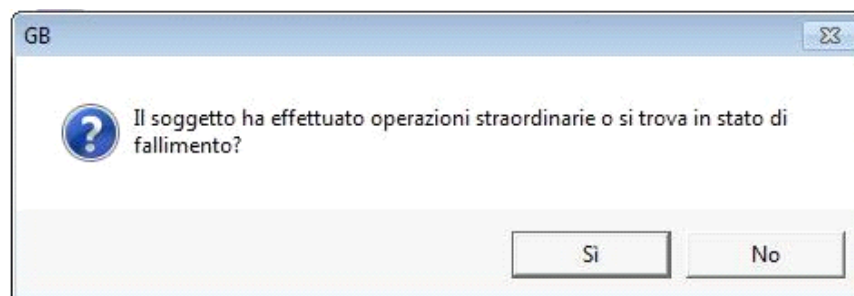 GB
Il soggetto ha effettuato operazioni straordinarie o si trova in stato di
fallimento?
Sì
No